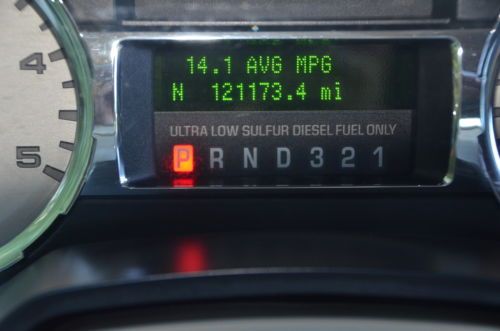 4
5
14.1 AVG MPG
N 121173.4 mi
ULTRA LOW SULFUR DIESEL FUEL ONLY
P R N D 3 2 1